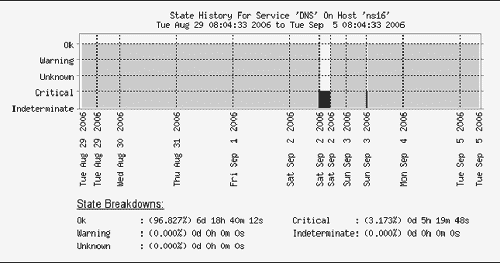 State History For Service 'DNS' On Host 'ns16'
Tue Aug 29 08:04:33 2006 to Tue Sep 5 08:04:33 2006
Ok
Warning
Unknown
Critical
Indeterminate
Tue Aug 29 2006
Tue Aug 29 2006
Wed Aug 30 2006
Thu Aug 31 2006
Fri Sep 1 2006
Sat Sep 2 2006
Sat Sep 2 2006
Sat Sep 2 2006
Sun Sep 3 2006
Sun Sep 3 2006
Mon Sep 4 2006
Tue Sep 5 2006
Tue Sep 5 2006
State Breakdowns:
Ok : (96.827%) 6d 18h 40m 12s Critical : (3.173%) 0d 5h 19m 48s
Warning : (0.000%) 0d 0h 0m 0s Indeterminate: (0.000%) 0d 0h 0m 0s
Unknown : (0.000%) 0d 0h 0m 0s